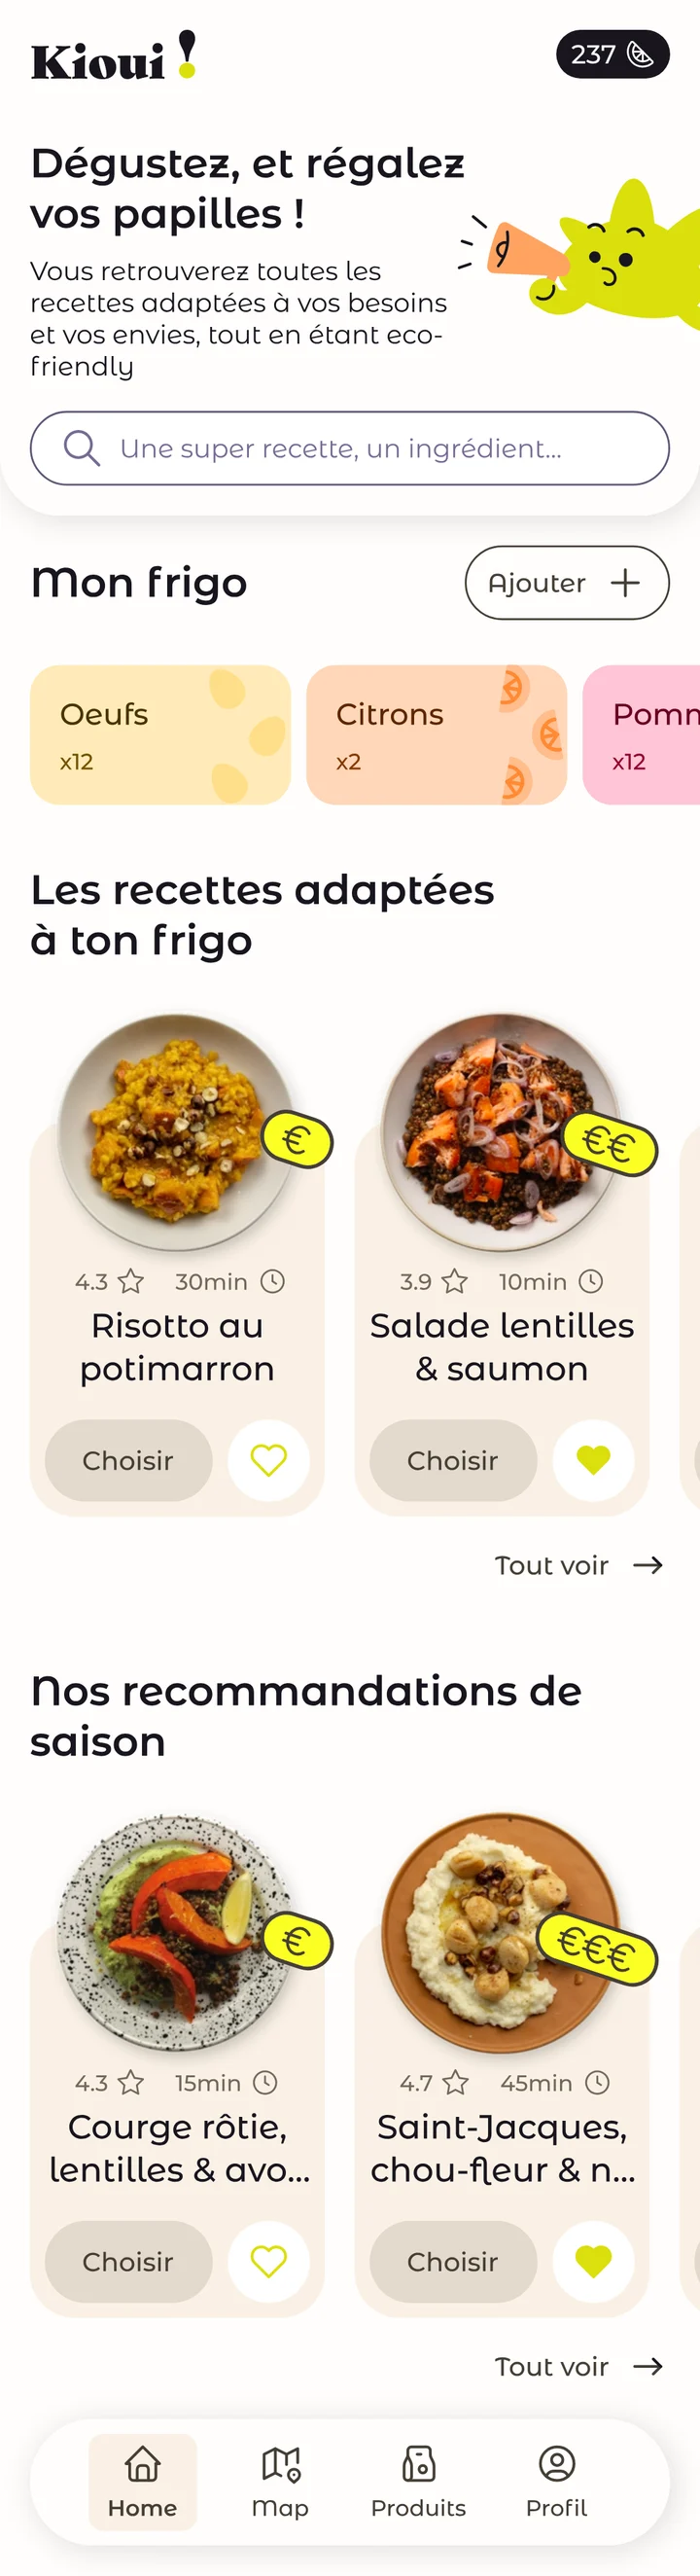 Kioui !
237
Dégustez, et régalez
vos papilles !
Vous retrouverez toutes les
recettes adaptées à vos besoins
et vos envies, tout en étant eco-
friendly
Une super recette, un ingrédient...
Mon frigo
Ajouter
Oeufs
x12
Citrons
x2
Pomm
x12
Les recettes adaptées
à ton frigo
€
€€
4.3 30min
3.9 10min
Risotto au
potimarron
Salade lentilles
& saumon
Choisir
Choisir
Tout voir
Nos recommandations de
saison
€
€€€
4.3 15min
4.7 45min
Courge rôtie,
lentilles & avo...
Saint-Jacques,
chou-fleur & n...
Choisir
Choisir
Tout voir
Home
Map
Produits
Profil